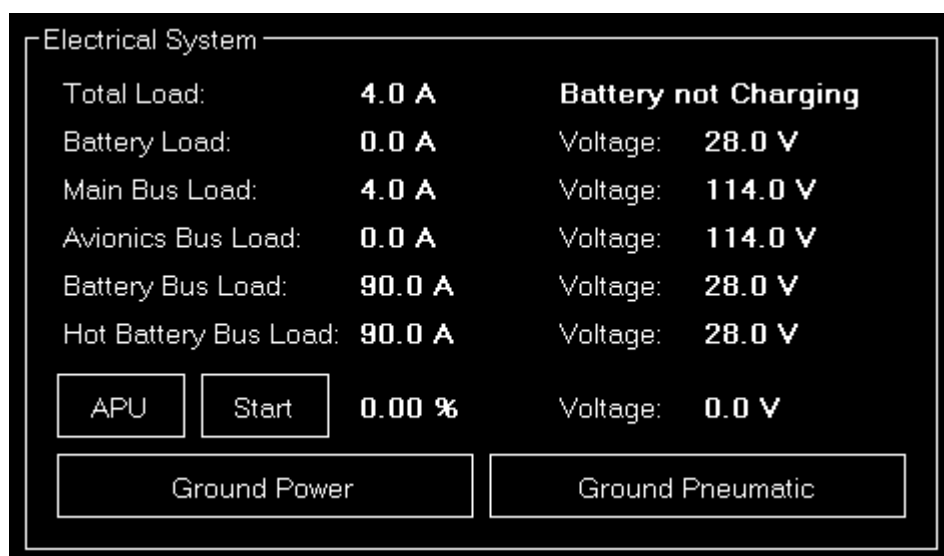 Electrical System
Total Load: 4.0 A Battery not Charging
Battery Load: 0.0 A Voltage: 28.0 V
Main Bus Load: 4.0 A Voltage: 114.0 V
Avionics Bus Load: 0.0 A Voltage: 114.0 V
Battery Bus Load: 90.0 A Voltage: 28.0 V
Hot Battery Bus Load: 90.0 A Voltage: 28.0 V
APU Start 0.00 % Voltage: 0.0 V
Ground Power Ground Pneumatic